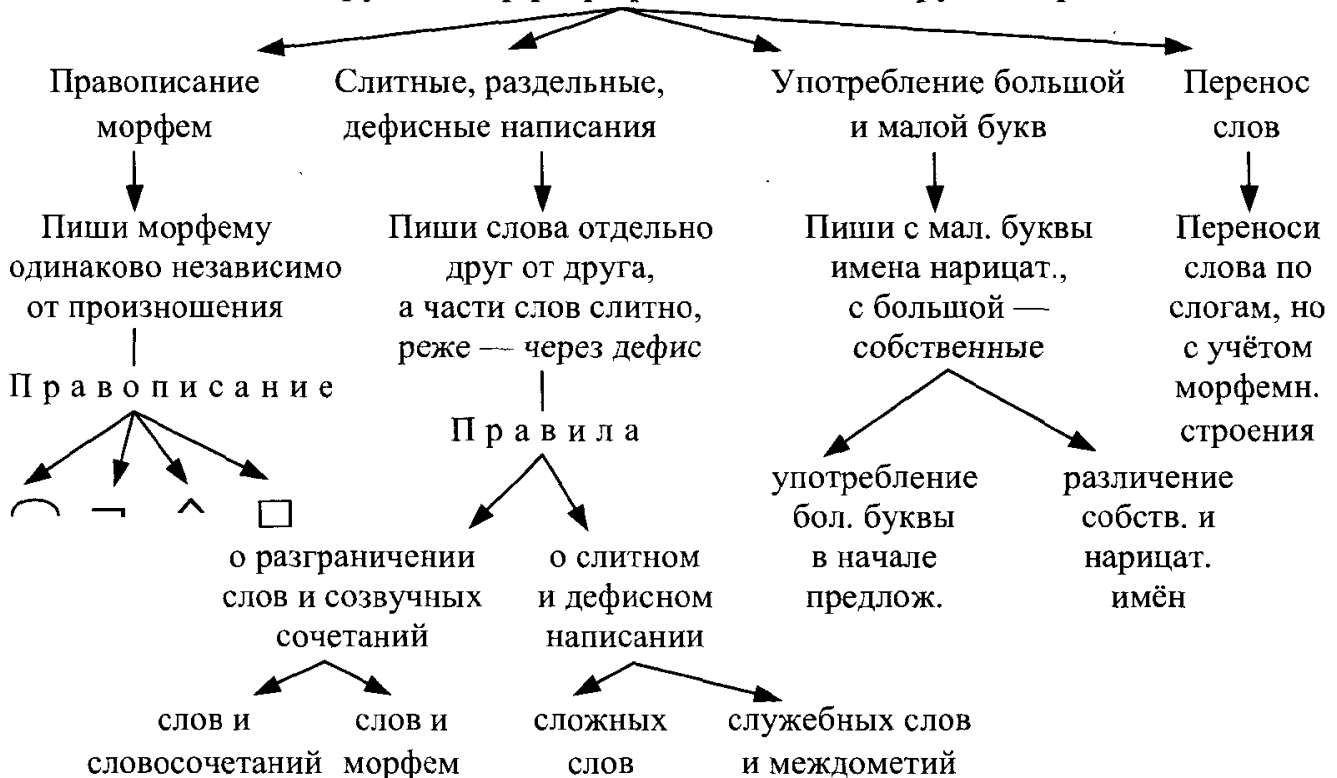 Правописание
морфем
Слитные, раздельные,
дефисные написания
Употребление большой
и малой букв
Перенос
слов
Пиши морфему
одинаково независимо
от произношения
Правописание
Пиши слова отдельно
друг от друга,
а части слов слитно,
реже — через дефис
Правила
о разграничении
слов и созвучных
сочетаний
слов и
словосочетаний
слов и
морфем
о слитном
и дефисном
написании
сложных
слов
служебных слов
и междометий
Пиши с мал. буквы
имена нарицат.,
с большой —
собственные
употребление
бол. буквы
в начале
предлож.
различение
собств. и
нарицат.
имён
Переноси
слова по
слогам, но
с учётом
морфемн.
строения